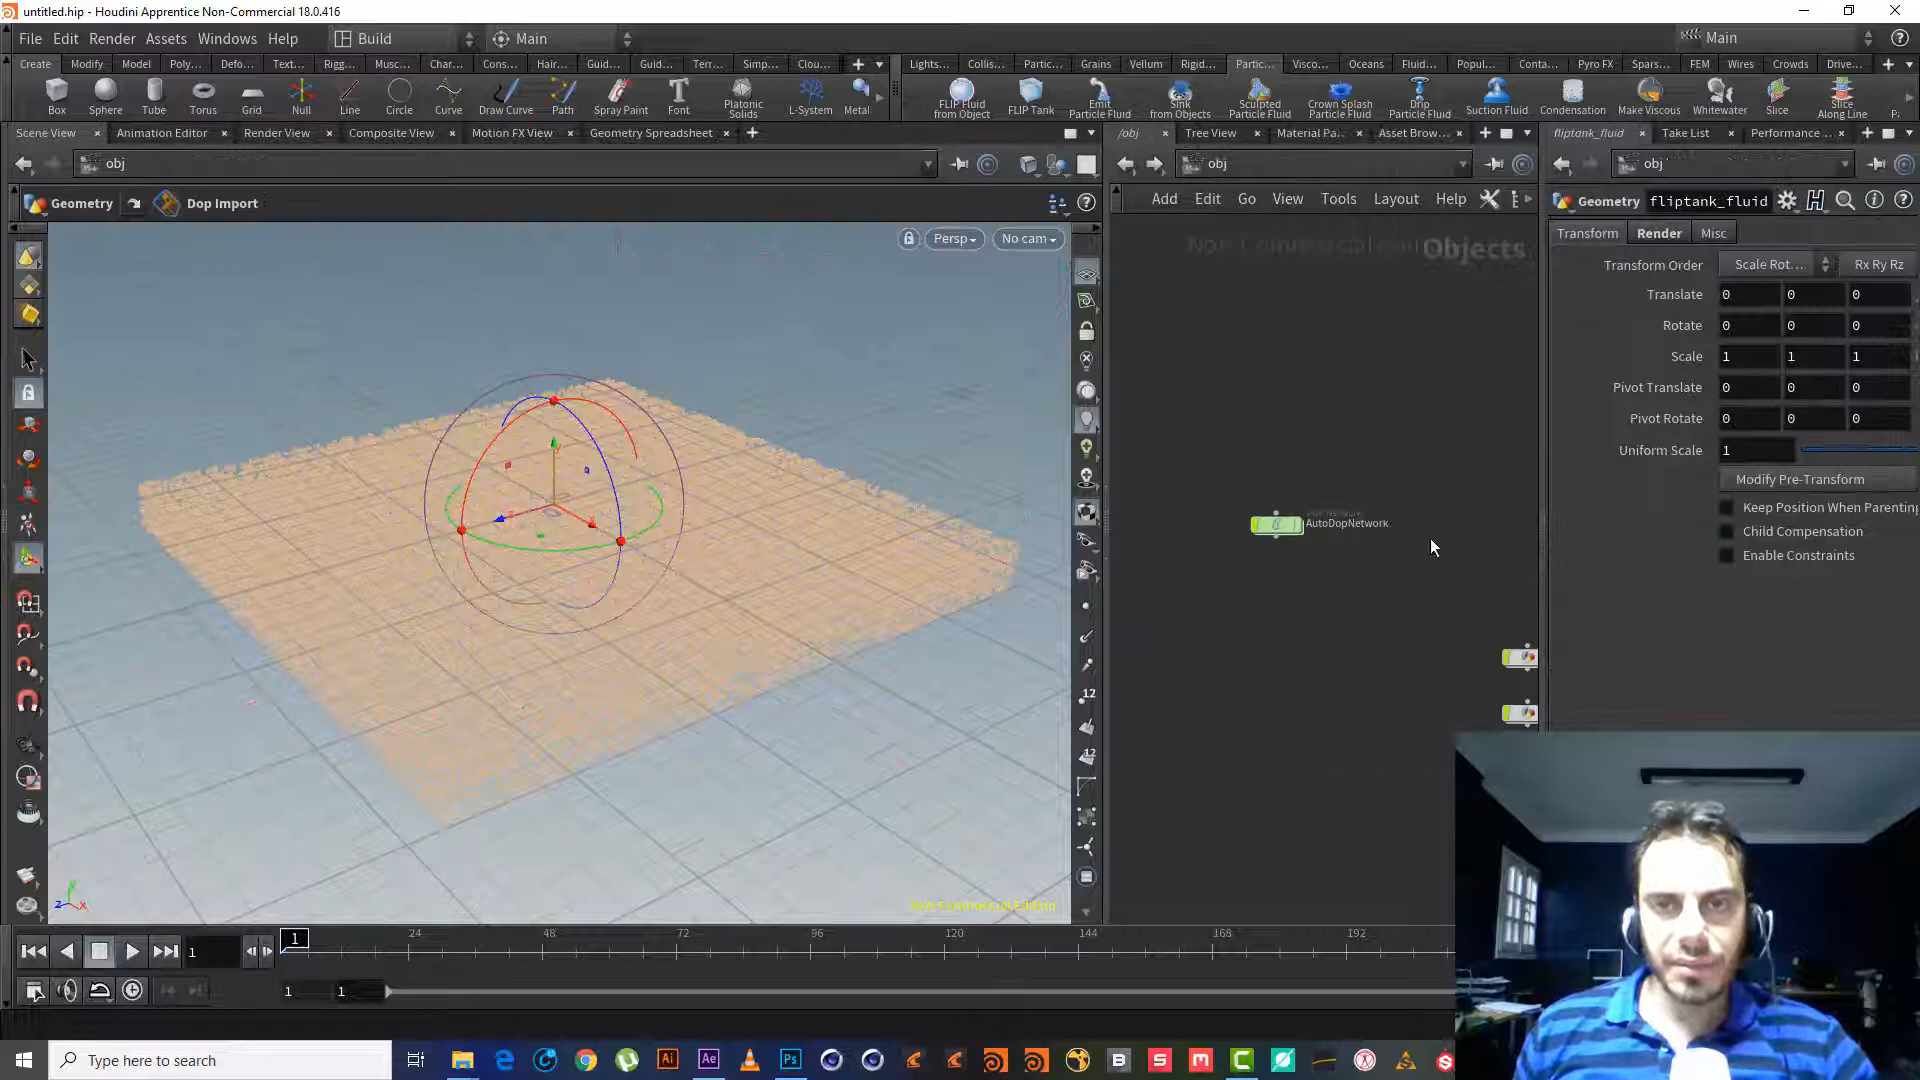 untitled.hip - Houdini Apprentice Non-Commercial 18.0.416
File Edit Render Assets Windows Help Build Main Main
Create Modify Model Poly... Defo... Text... Rigg... Musc... Char... Cons... Hair... Guid... Guid... Terr... Simp... Clou... Lights... Collis... Partic... Grains Vellum Rigid... Partic... Visco... Oceans Fluid... Popul... Conta... Pyro FX Spars... FEM Wires Crowds Drive...
Box Sphere Tube Torus Grid Null Line Circle Curve Draw Curve Path Spray Paint Font Platonic Solids L-System Metal FLIP Fluid from Object FLIP Tank Emit Particle Fluid Sink from Objects Sculpted Particle Fluid Crown Splash Particle Fluid Drip Particle Fluid Suction Fluid Condensation Make Viscous Whitewater Slice Slice Along Line
Scene View Animation Editor Render View Composite View Motion FX View Geometry Spreadsheet /obj Tree View Material Pa... Asset Brow... fliptank_fluid Take List Performance ...
obj obj obj
Geometry Dop Import Add Edit Go View Tools Layout Help Geometry fliptank_fluid
Persp No cam
Objects
Transform Render Misc
Transform Order Scale Rot... Rx Ry Rz
Translate 0 0 0
Rotate 0 0 0
Scale 1 1 1
Pivot Translate 0 0 0
Pivot Rotate 0 0 0
Uniform Scale 1
Modify Pre-Transform
Keep Position When Parenting
Child Compensation
Enable Constraints
AutoDopNetwork
12
12
Non-Commercial Edition
1 1 24 48 72 96 120 144 168 192
1 1
Type here to search